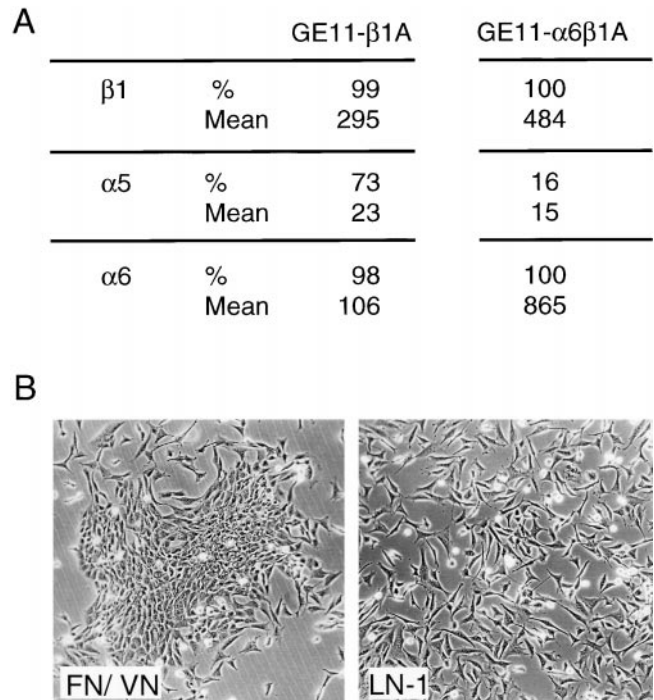 A
GE11-β1A GE11-α6β1A
β1 % 99 100
Mean 295 484
α5 % 73 16
Mean 23 15
α6 % 98 100
Mean 106 865
B
FN/ VN LN-1